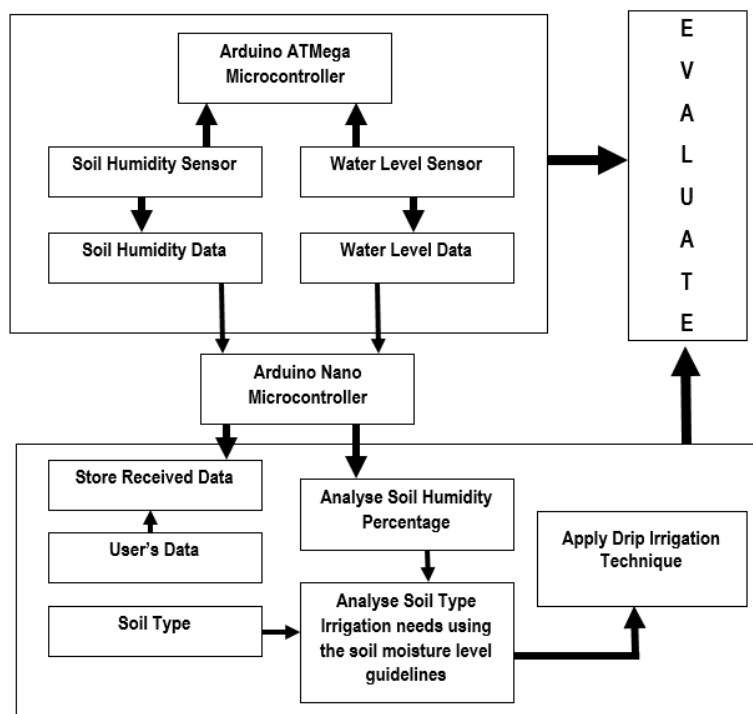 Arduino ATMega
Microcontroller
Soil Humidity Sensor
Water Level Sensor
Soil Humidity Data
Water Level Data
E
V
A
L
U
A
T
E
Arduino Nano
Microcontroller
Store Received Data
User's Data
Soil Type
Analyse Soil Humidity
Percentage
Analyse Soil Type
Irrigation needs using
the soil moisture level
guidelines
Apply Drip Irrigation
Technique